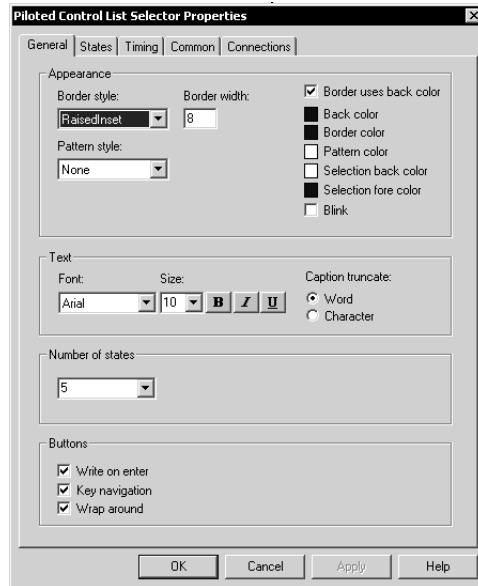 Piloted Control List Selector Properties
General States Timing Common Connections
Appearance
Border style: Border width:
RaisedInset 8
Pattern style:
None
Border uses back color
Back color
Border color
Pattern color
Selection back color
Selection fore color
Blink
Text
Font: Size: Caption truncate:
Arial 10 B I U
Word
Character
Number of states
5
Buttons
Write on enter
Key navigation
Wrap around
OK Cancel Apply Help